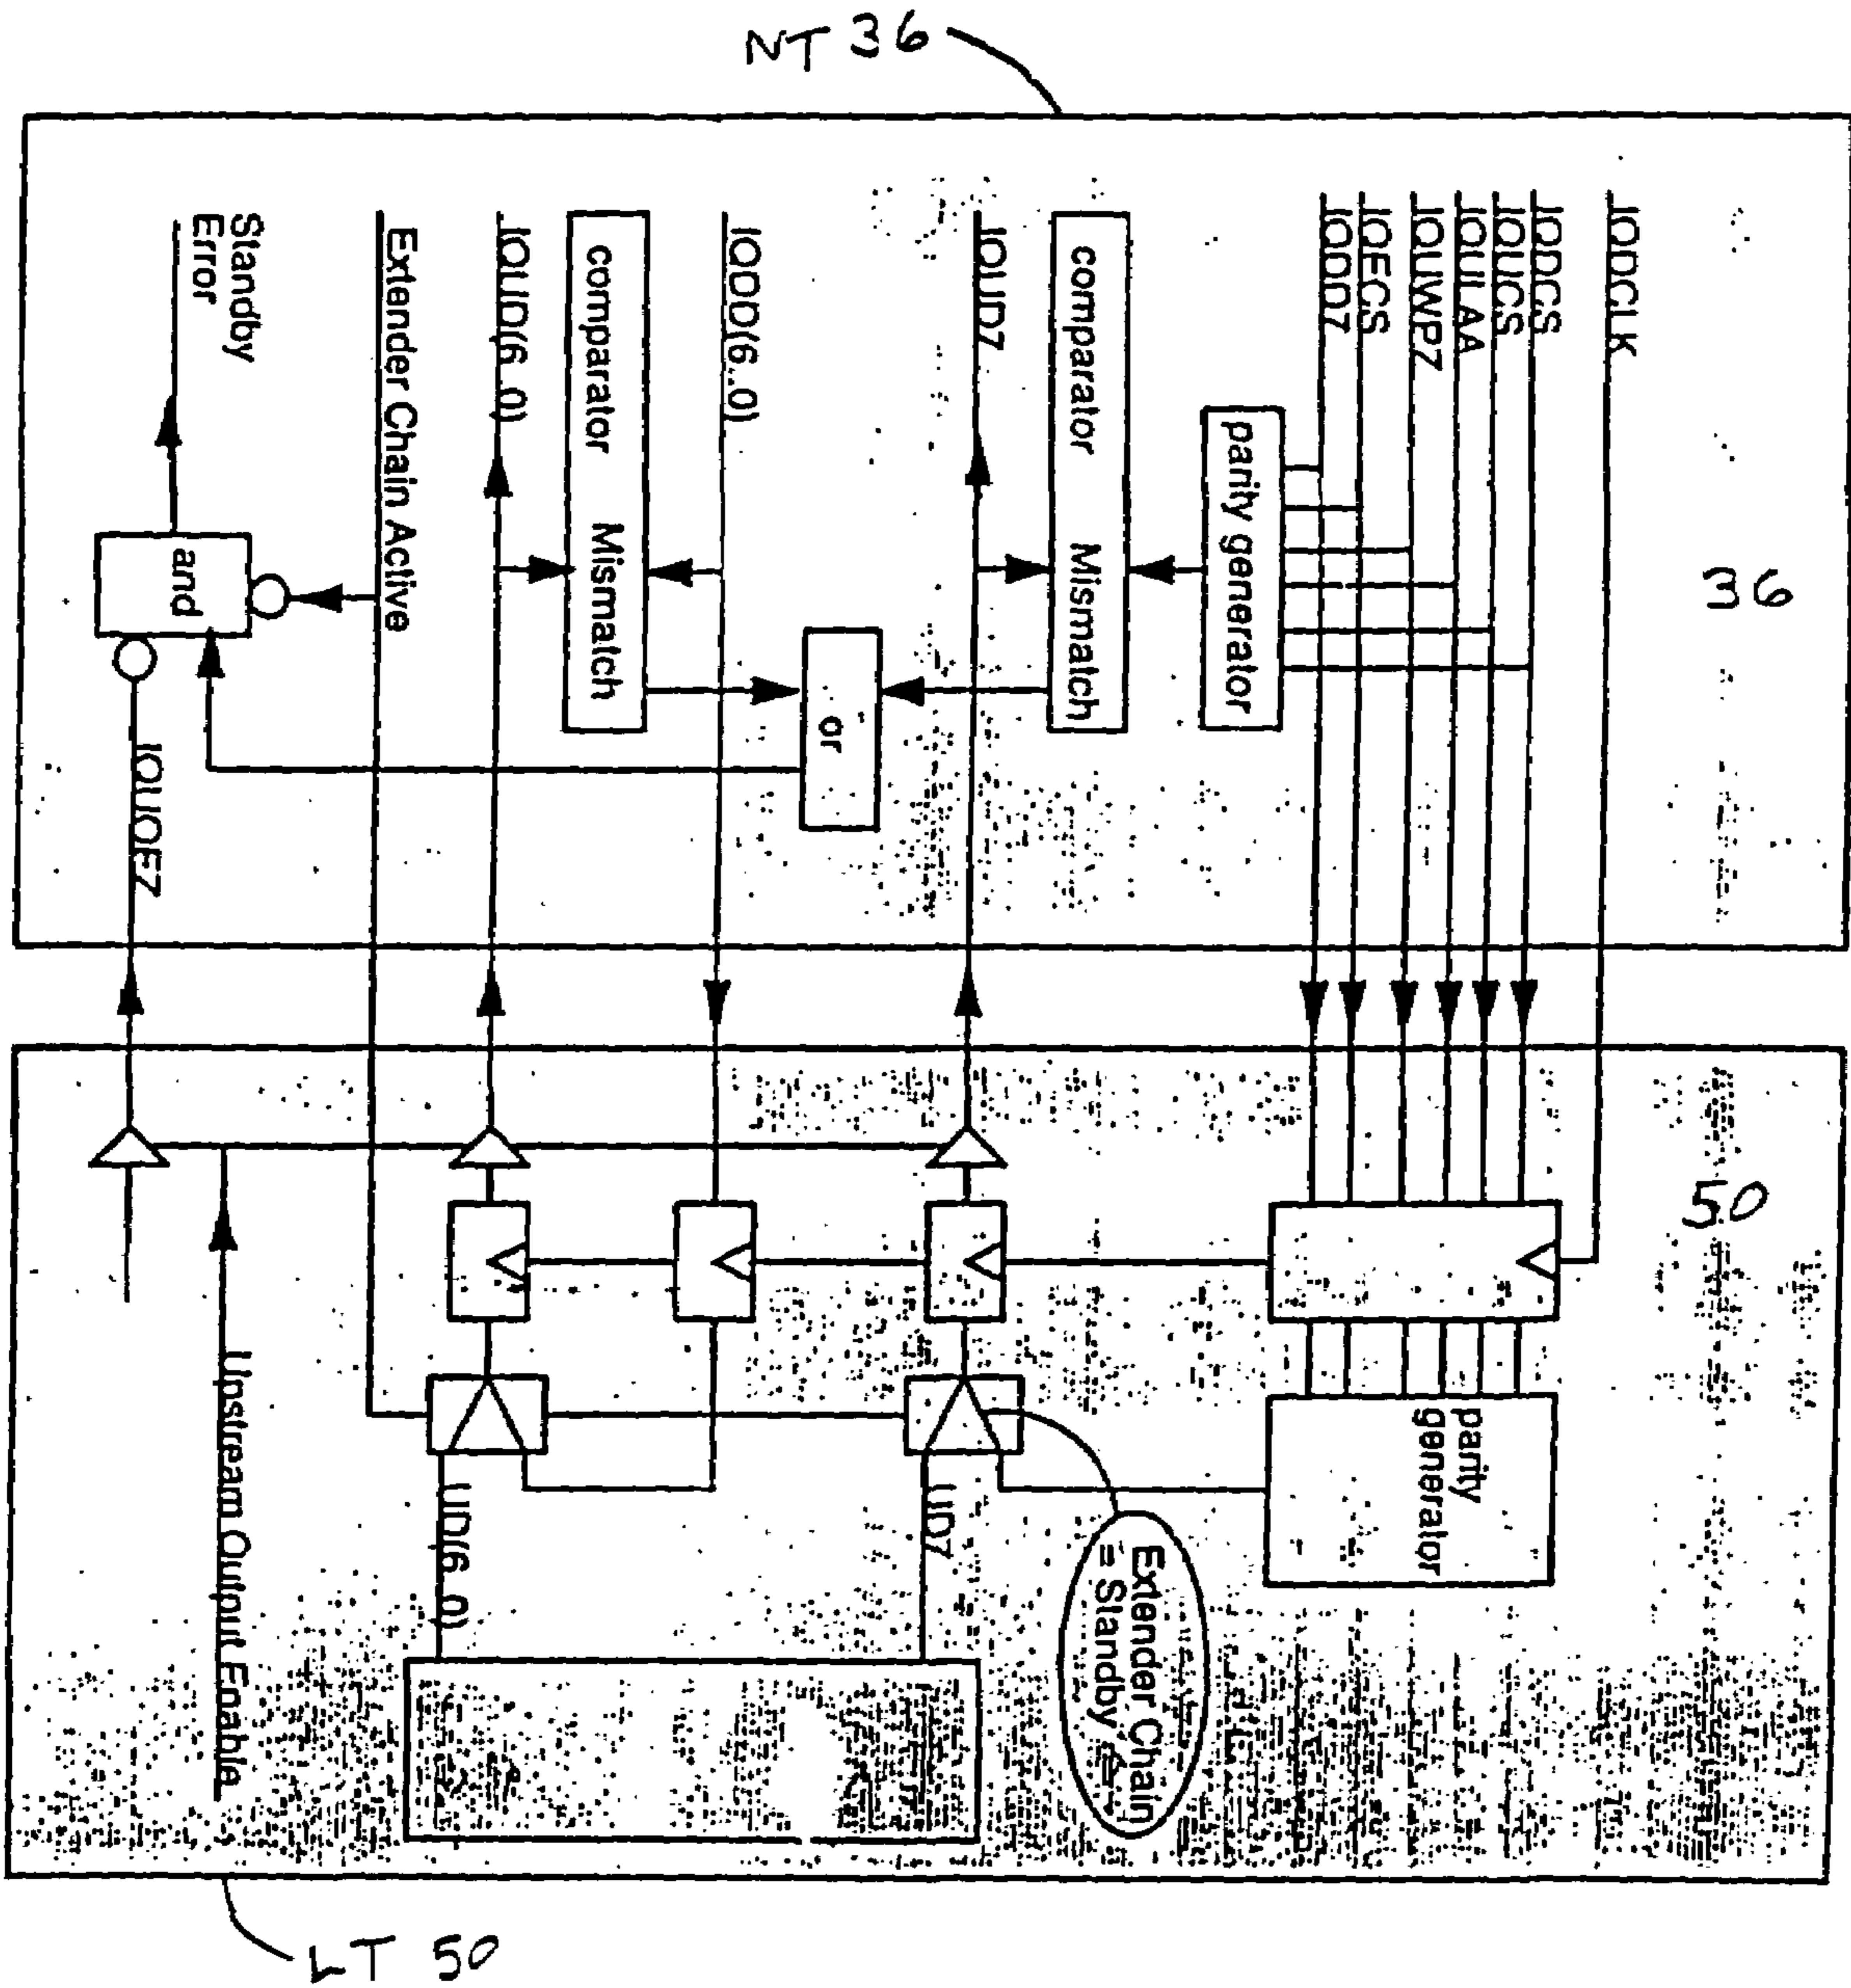 NT 36
36
IQDCLK
IQDCS
IQUCS
IQULAA
IQUWPZ
IQECS
IQDD7
parity generator
comparator Mismatch
IQUD7
or
IQDD(6..0)
comparator Mismatch
IQUD(6..0)
Extender Chain Active
and
Standby
Error
IQUOEZ
50
parity
generator
Extender Chain
= Standby
UD7
UD(6..0)
Upstream Output Enable
LT 50